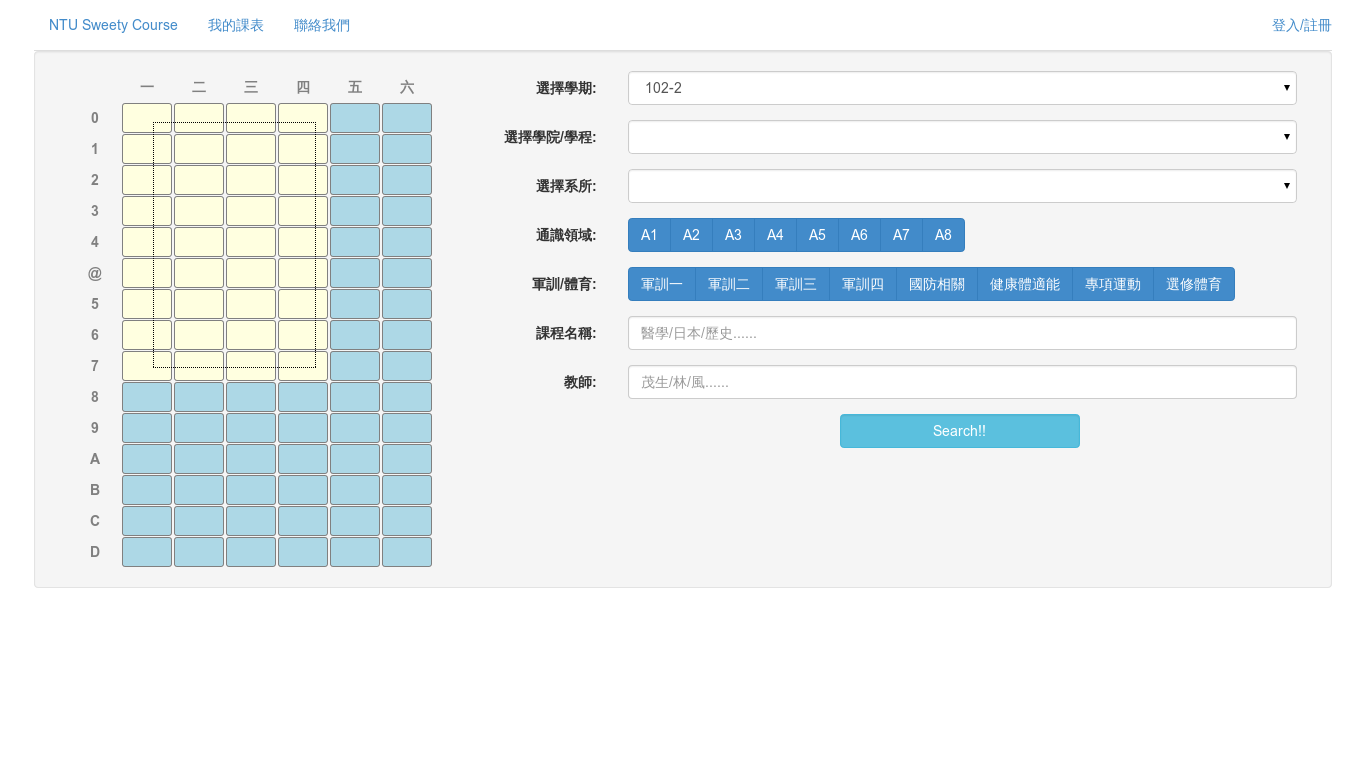 NTU Sweety Course 我的課表 聯絡我們 登入/註冊
一 二 三 四 五 六
0
1
2
3
4
@
5
6
7
8
9
A
B
C
D
選擇學期: 102-2
選擇學院/學程:
選擇系所:
通識領域: A1 A2 A3 A4 A5 A6 A7 A8
軍訓/體育: 軍訓一 軍訓二 軍訓三 軍訓四 國防相關 健康體適能 專項運動 選修體育
課程名稱: 醫學/日本/歷史......
教師: 茂生/林/風......
Search!!